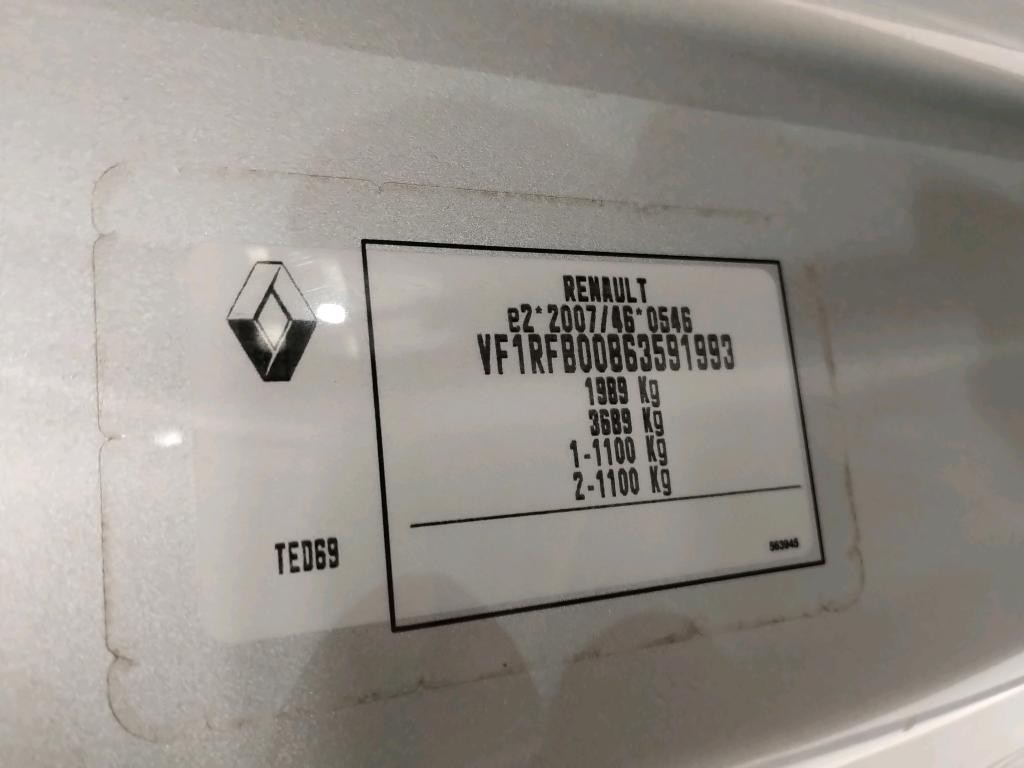 RENAULT
e2*2007/46*0546
VF1RFB00863591993
1989 Kg
3689 Kg
1-1100 Kg
2-1100 Kg
TED69
563945